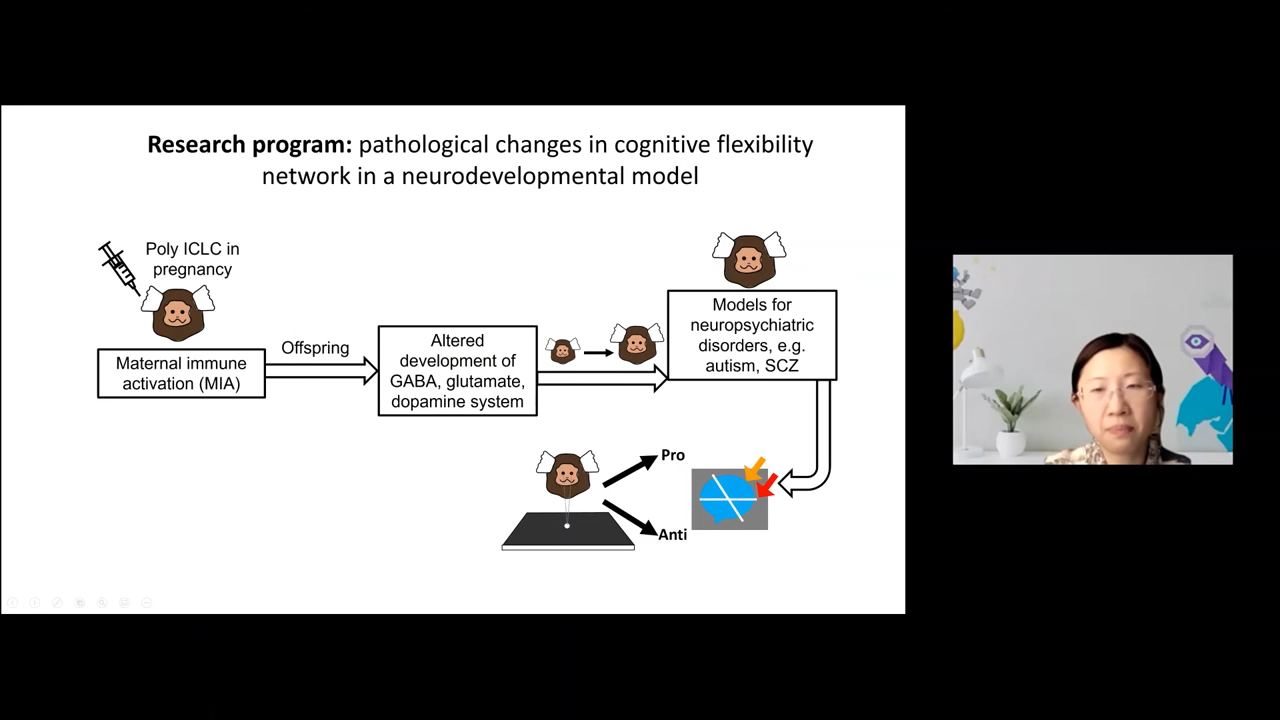 Research program: pathological changes in cognitive flexibility
network in a neurodevelopmental model
Poly ICLC in
pregnancy
Maternal immune
activation (MIA)
Offspring
Altered
development of
GABA, glutamate,
dopamine system
Models for
neuropsychiatric
disorders, e.g.
autism, SCZ
Pro
Anti